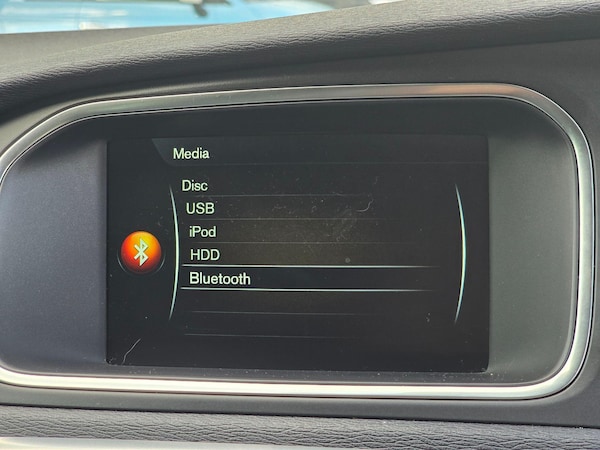 Media
Disc
USB
iPod
HDD
Bluetooth